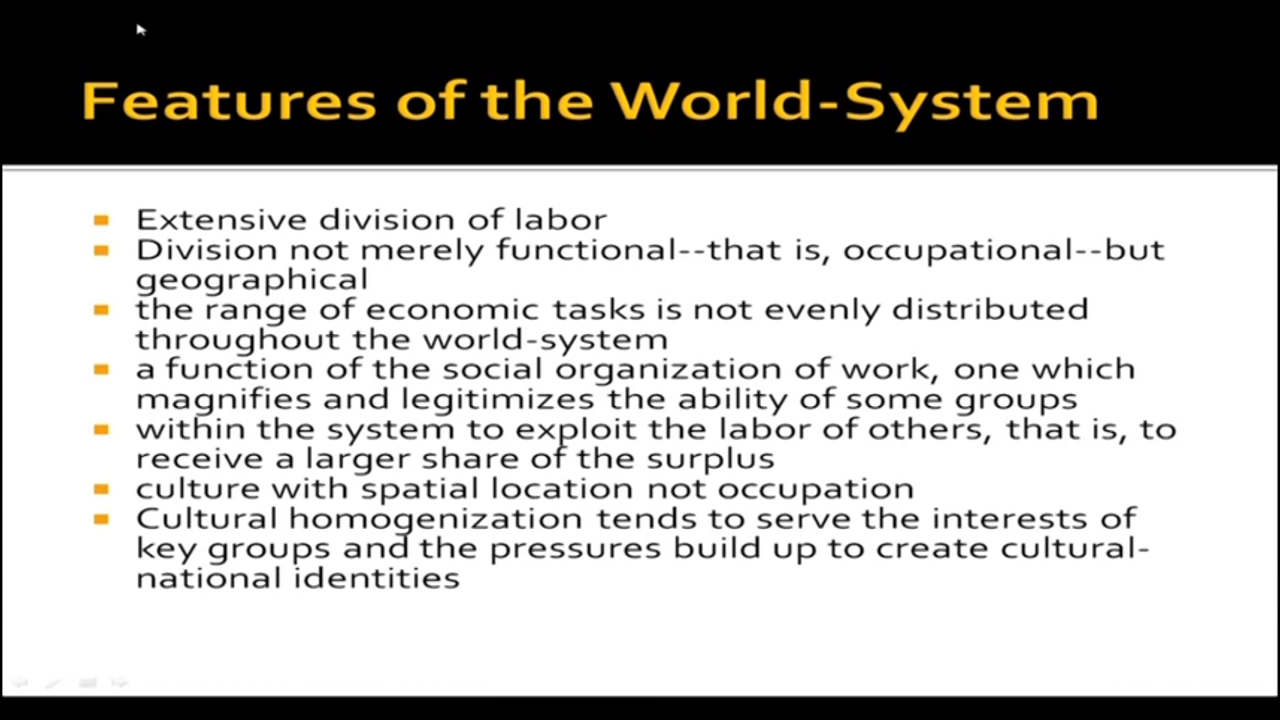 Features of the World-System
Extensive division of labor
Division not merely functional--that is, occupational--but
geographical
the range of economic tasks is not evenly distributed
throughout the world-system
a function of the social organization of work, one which
magnifies and legitimizes the ability of some groups
within the system to exploit the labor of others, that is, to
receive a larger share of the surplus
culture with spatial location not occupation
Cultural homogenization tends to serve the interests of
key groups and the pressures build up to create cultural-
national identities